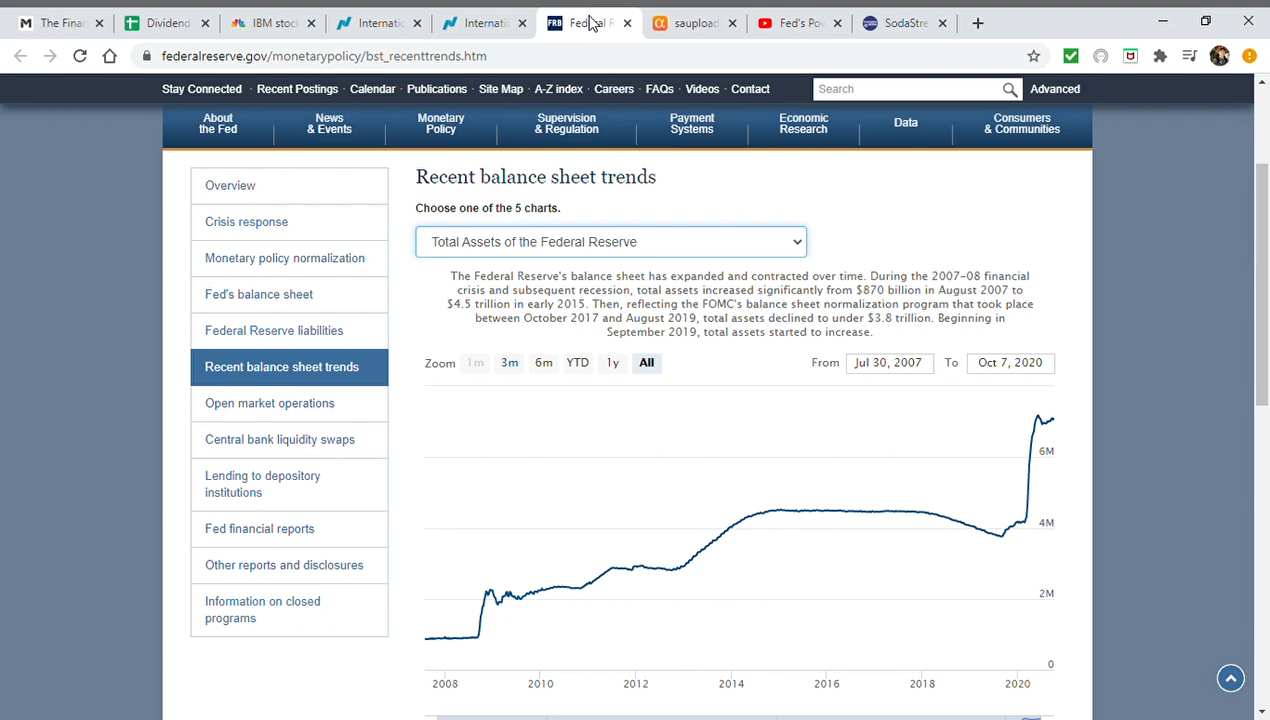 The Finan
Dividend
IBM stock
Internatio
Internatio
FRB Federal R
saupload
Fed's Pow
SodaStre
federalreserve.gov/monetarypolicy/bst_recenttrends.htm
Stay Connected · Recent Postings · Calendar · Publications · Site Map · A-Z index · Careers · FAQs · Videos · Contact
Search
Advanced
About the Fed
News & Events
Monetary Policy
Supervision & Regulation
Payment Systems
Economic Research
Data
Consumers & Communities
Overview
Crisis response
Monetary policy normalization
Fed's balance sheet
Federal Reserve liabilities
Recent balance sheet trends
Open market operations
Central bank liquidity swaps
Lending to depository
institutions
Fed financial reports
Other reports and disclosures
Information on closed
programs
Recent balance sheet trends
Choose one of the 5 charts.
Total Assets of the Federal Reserve
The Federal Reserve's balance sheet has expanded and contracted over time. During the 2007-08 financial
crisis and subsequent recession, total assets increased significantly from $870 billion in August 2007 to
$4.5 trillion in early 2015. Then, reflecting the FOMC's balance sheet normalization program that took place
between October 2017 and August 2019, total assets declined to under $3.8 trillion. Beginning in
September 2019, total assets started to increase.
Zoom 1m 3m 6m YTD 1y All
From Jul 30, 2007 To Oct 7, 2020
6M
4M
2M
0
2008 2010 2012 2014 2016 2018 2020